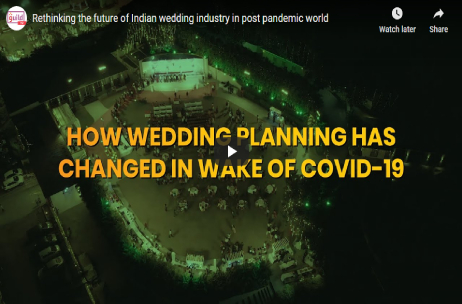 guild
Rethinking the future of Indian wedding industry in post pandemic world
Watch later
Share
HOW WEDDING PLANNING HAS
CHANGED IN WAKE OF COVID-19